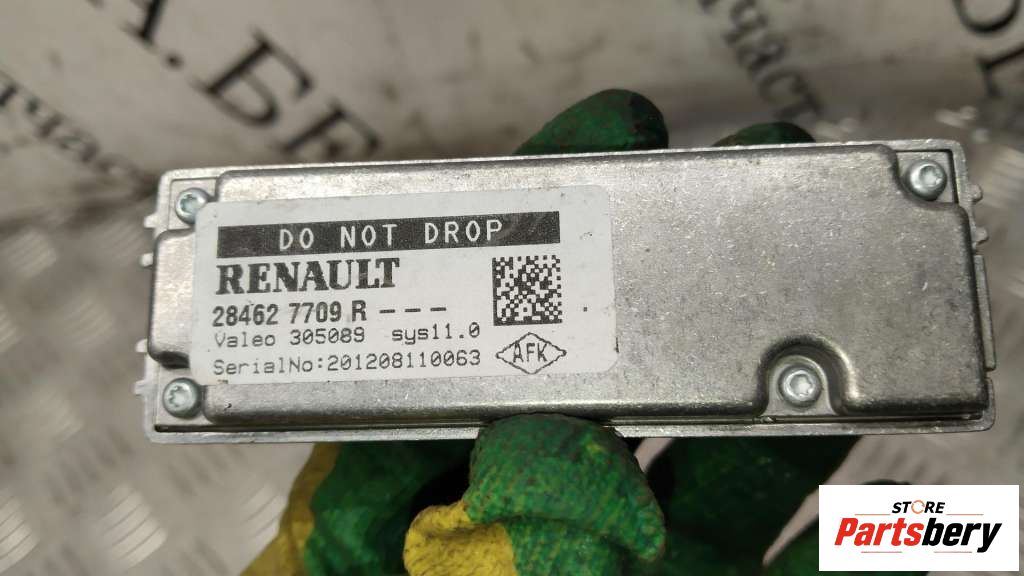 DO NOT DROP
RENAULT
28462 7709 R ---
Valeo 305089 sys11.0
SerialNo:201208110063
AFK
STORE
Partsbery